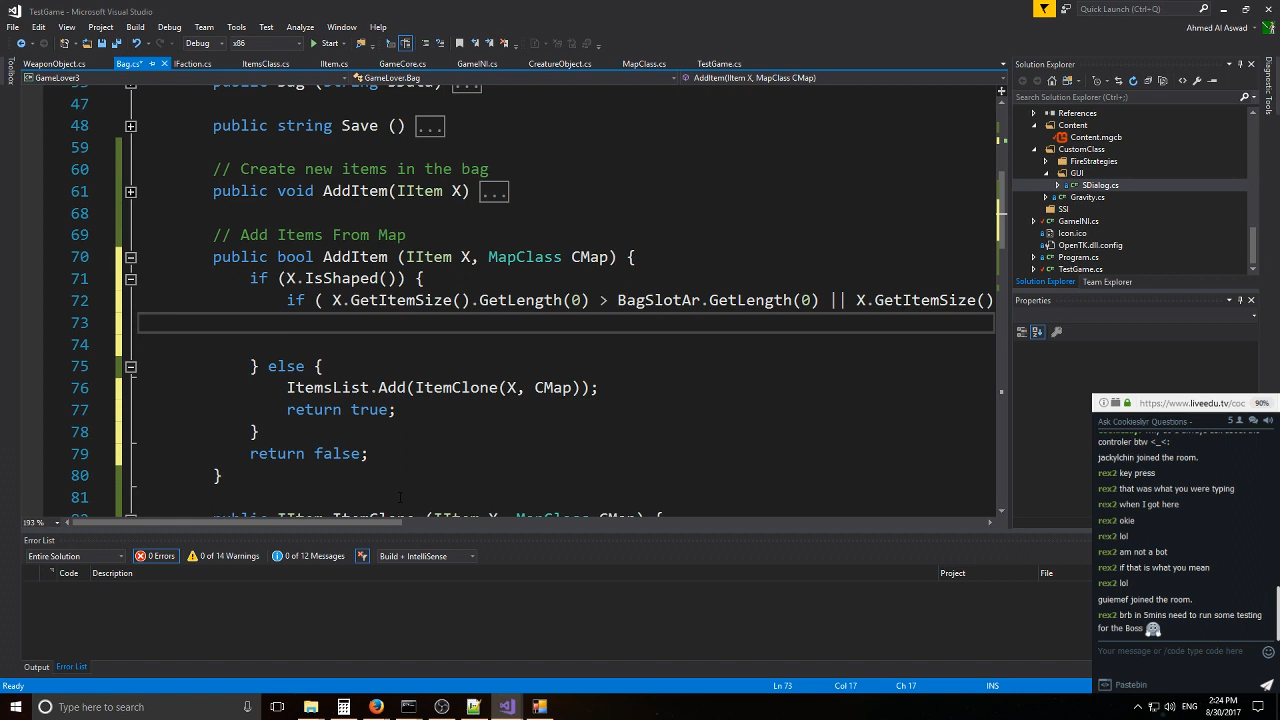 TestGame - Microsoft Visual Studio
Quick Launch (Ctrl+;)
File Edit View Project Build Debug Team Tools Test Analyze Window Help
Ahmed Al Aswad
Debug x86 Start
WeaponObject.cs Bag.cs* IFaction.cs ItemsClass.cs IItem.cs GameCore.cs GameINI.cs CreatureObject.cs MapClass.cs TestGame.cs
GameLover3 GameLover.Bag AddItem(IItem X, MapClass CMap)
Toolbox
47
48 public string Save () ...
59
60 // Create new items in the bag
61 public void AddItem(IItem X) ...
68
69 // Add Items From Map
70 public bool AddItem (IItem X, MapClass CMap) {
71 if (X.IsShaped()) {
72 if ( X.GetItemSize().GetLength(0) > BagSlotAr.GetLength(0) || X.GetItemSize()
73
74
75 } else {
76 ItemsList.Add(ItemClone(X, CMap));
77 return true;
78 }
79 return false;
80 }
81
public IItem ItemClone (IItem X, MapClass CMap) {
193 %
Solution Explorer
Search Solution Explorer (Ctrl+;)
References
Content
Content.mgcb
CustomClass
FireStrategies
GUI
SDialog.cs
Gravity.cs
SSI
GameINI.cs
Icon.ico
OpenTK.dll.config
Program.cs
TestGame.cs
Solution Explorer Team Explorer
Properties
Diagnostic Tools
Error List
Entire Solution 0 Errors 0 of 14 Warnings 0 of 12 Messages Build + IntelliSense
Code Description Project File
Output Error List
Ready Ln 73 Col 17 Ch 17 INS
https://www.liveedu.tv/coc 90%
Ask Cookieslyr Questions - 5
controler btw <_<:
jackylchin joined the room.
rex2 key press
rex2 that was what you were typing
rex2 when I got here
rex2 okie
rex2 lol
rex2 am not a bot
rex2 if that is what you mean
rex2 lol
guiemef joined the room.
rex2 brb in 5mins need to run some testing
for the Boss
Your message or /code type code here
Pastebin
Type here to search
ENG
2:24 PM
8/30/2017